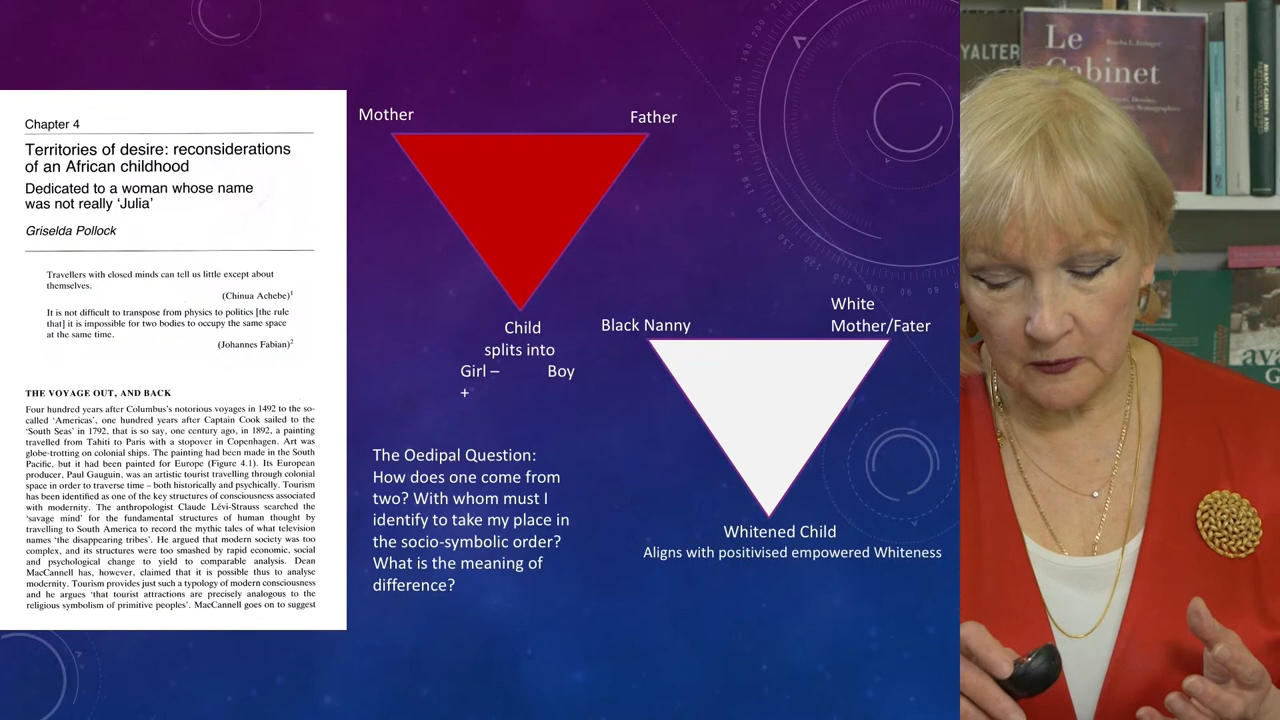 Chapter 4
Territories of desire: reconsiderations
of an African childhood
Dedicated to a woman whose name
was not really ‘Julia’
Griselda Pollock
Travellers with closed minds can tell us little except about
themselves.
(Chinua Achebe)1
It is not difficult to transpose from physics to politics [the rule
that] it is impossible for two bodies to occupy the same space
at the same time.
(Johannes Fabian)2
THE VOYAGE OUT, AND BACK
Four hundred years after Columbus's notorious voyages in 1492 to the so-
called ‘Americas’, one hundred years after Captain Cook sailed to the
‘South Seas’ in 1792, that is so say, one century ago, in 1892, a painting
travelled from Tahiti to Paris with a stopover in Copenhagen. Art was
globe-trotting on colonial ships. The painting had been made in the South
Pacific, but it had been painted for Europe (Figure 4.1). Its European
producer, Paul Gauguin, was an artistic tourist travelling through colonial
space in order to traverse time – both historically and psychically. Tourism
has been identified as one of the key structures of consciousness associated
with modernity. The anthropologist Claude Lévi-Strauss searched the
‘savage mind’ for the fundamental structures of human thought by
travelling to South America to record the mythic tales of what television
names ‘the disappearing tribes’. He argued that modern society was too
complex, and its structures were too smashed by rapid economic, social
and psychological change to yield to comparable analysis. Dean
MacCannell has, however, claimed that it is possible thus to analyse
modernity. Tourism provides just such a typology of modern consciousness
and he argues ‘that tourist attractions are precisely analogous to the
religious symbolism of primitive peoples’. MacCannell goes on to suggest
Mother
Father
Child
splits into
Girl – Boy
+
The Oedipal Question:
How does one come from
two? With whom must I
identify to take my place in
the socio-symbolic order?
What is the meaning of
difference?
Black Nanny
White
Mother/Fater
Whitened Child
Aligns with positivised empowered Whiteness
YALTER
Le
Cabinet